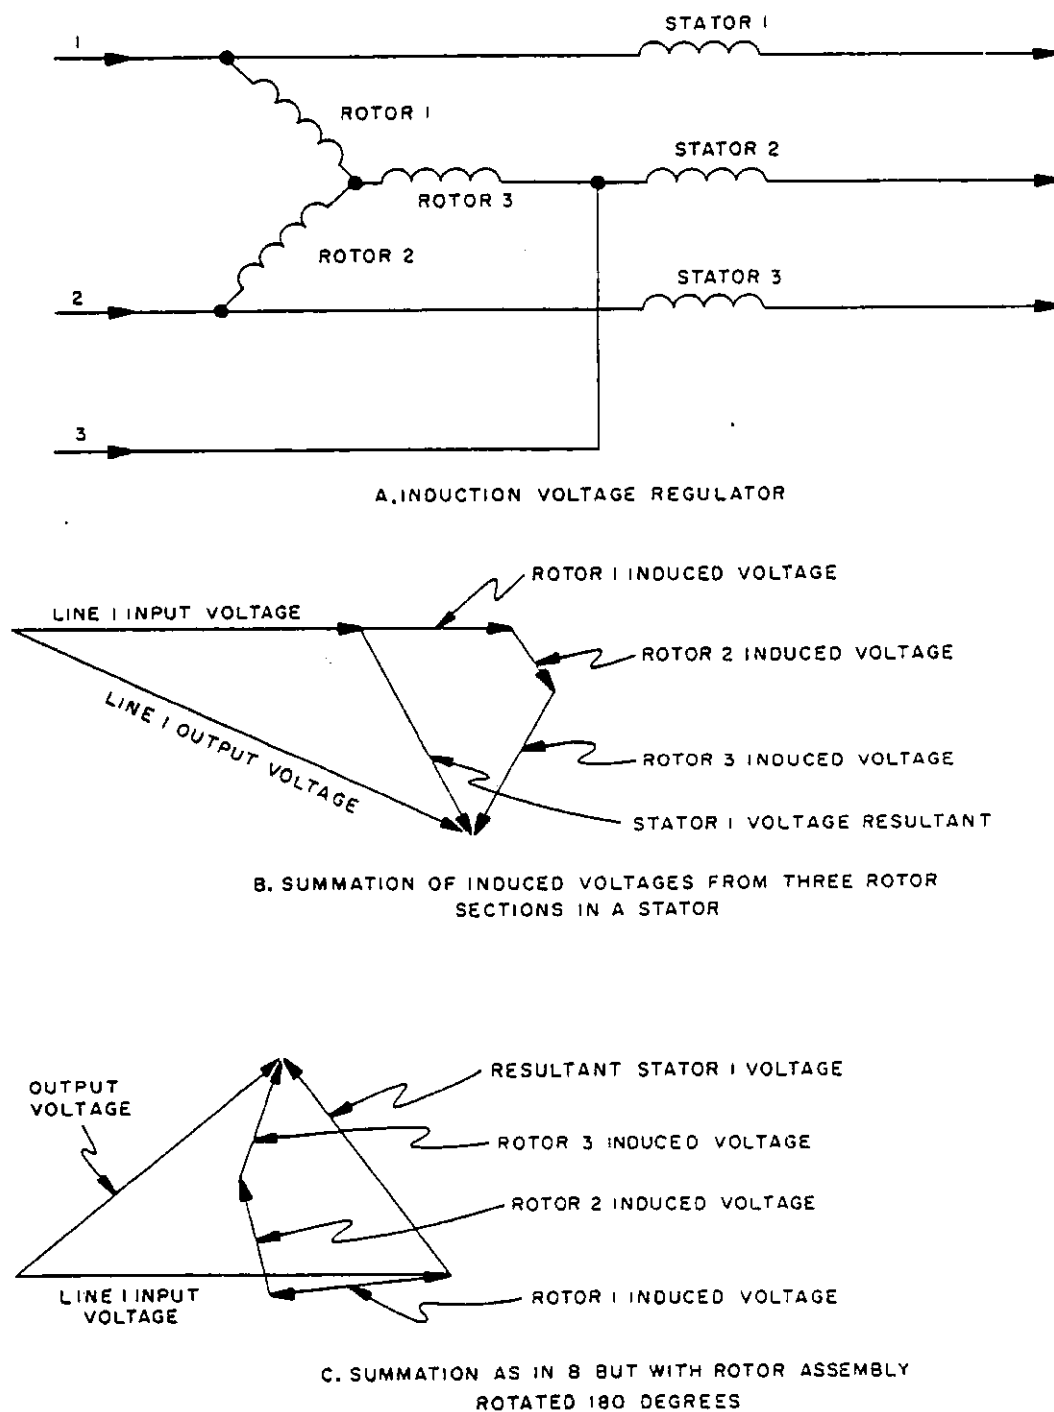 STATOR 1
1
ROTOR 1
STATOR 2
ROTOR 3
ROTOR 2
STATOR 3
2
3
A. INDUCTION VOLTAGE REGULATOR
ROTOR 1 INDUCED VOLTAGE
LINE 1 INPUT VOLTAGE
ROTOR 2 INDUCED VOLTAGE
LINE 1 OUTPUT VOLTAGE
ROTOR 3 INDUCED VOLTAGE
STATOR 1 VOLTAGE RESULTANT
B. SUMMATION OF INDUCED VOLTAGES FROM THREE ROTOR
SECTIONS IN A STATOR
RESULTANT STATOR 1 VOLTAGE
OUTPUT
VOLTAGE
ROTOR 3 INDUCED VOLTAGE
ROTOR 2 INDUCED VOLTAGE
LINE 1 INPUT
VOLTAGE
ROTOR 1 INDUCED VOLTAGE
C. SUMMATION AS IN B BUT WITH ROTOR ASSEMBLY
ROTATED 180 DEGREES